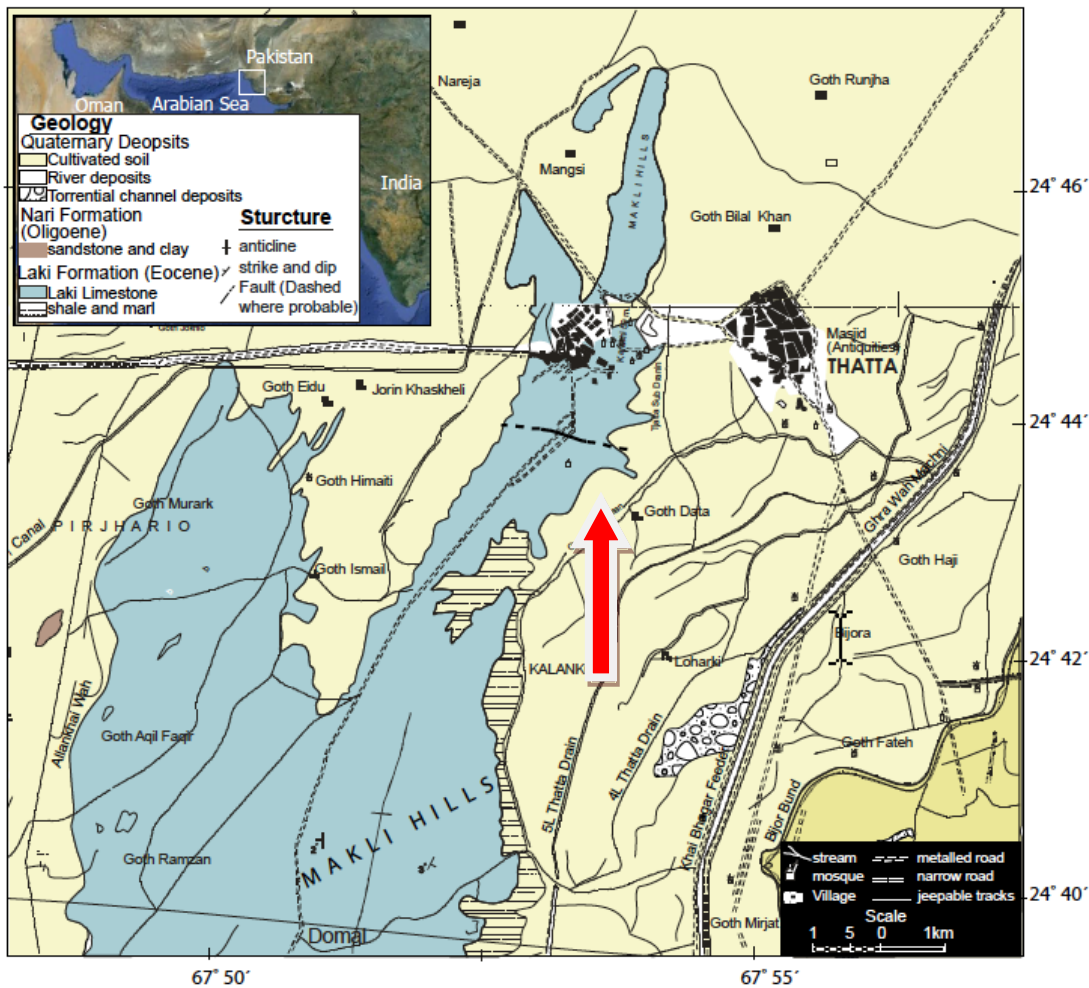 Pakistan
Oman
Arabian Sea
India
Geology
Quaternary Deopsits
Cultivated soil
River deposits
Torrential channel deposits
Nari Formation
(Oligoene)
sandstone and clay
Laki Formation (Eocene)
Laki Limestone
shale and marl
Sturcture
anticline
strike and dip
Fault (Dashed
where probable)
Nareja
Goth Runjha
Mangsi
MAKLI HILLS
24° 46´
Goth Bilal Khan
Masjid
(Antiquities)
THATTA
Goth Eidu
Jorin Khaskheli
24° 44´
Goth Himaiti
Goth Murark
PIRJHARIO
Canal
Goth Data
Ghra Wah Machni
Goth Haji
Goth Ismail
Bijora
KALANK
Loharki
24° 42´
Allankhai Wah
Goth Aqil Faqir
5L Thatta Drain
4L Thatta Drain
Goth Fateh
Bijor Bund
MAKLI HILLS
Goth Ramzan
Domal
Goth Mirjat
24° 40´
stream
mosque
Village
metalled road
narrow road
jeepable tracks
Scale
1 5 0 1km
67° 50´
67° 55´